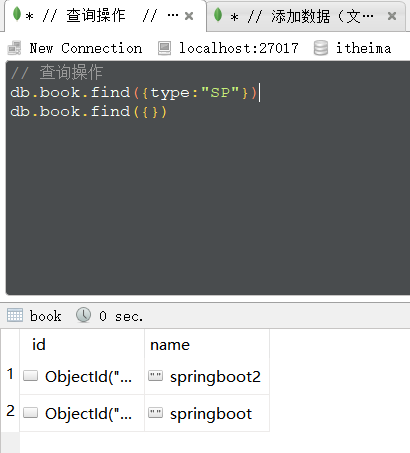 * // 查询操作 // ···
* // 添加数据（文···
New Connection localhost:27017 itheima
// 查询操作
db.book.find({type:"SP"})
db.book.find({})
book 0 sec.
id name
1 ObjectId("... "" springboot2
2 ObjectId("... "" springboot